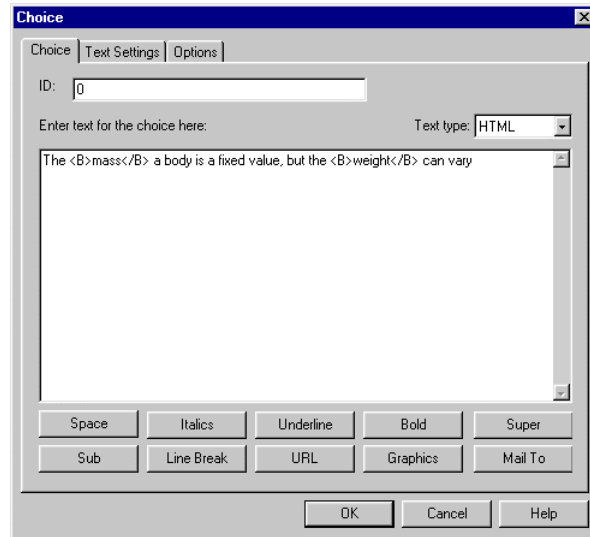 Choice
Choice Text Settings Options
ID: 0
Enter text for the choice here: Text type: HTML
The <B>mass</B> a body is a fixed value, but the <B>weight</B> can vary
Space Italics Underline Bold Super
Sub Line Break URL Graphics Mail To
OK Cancel Help